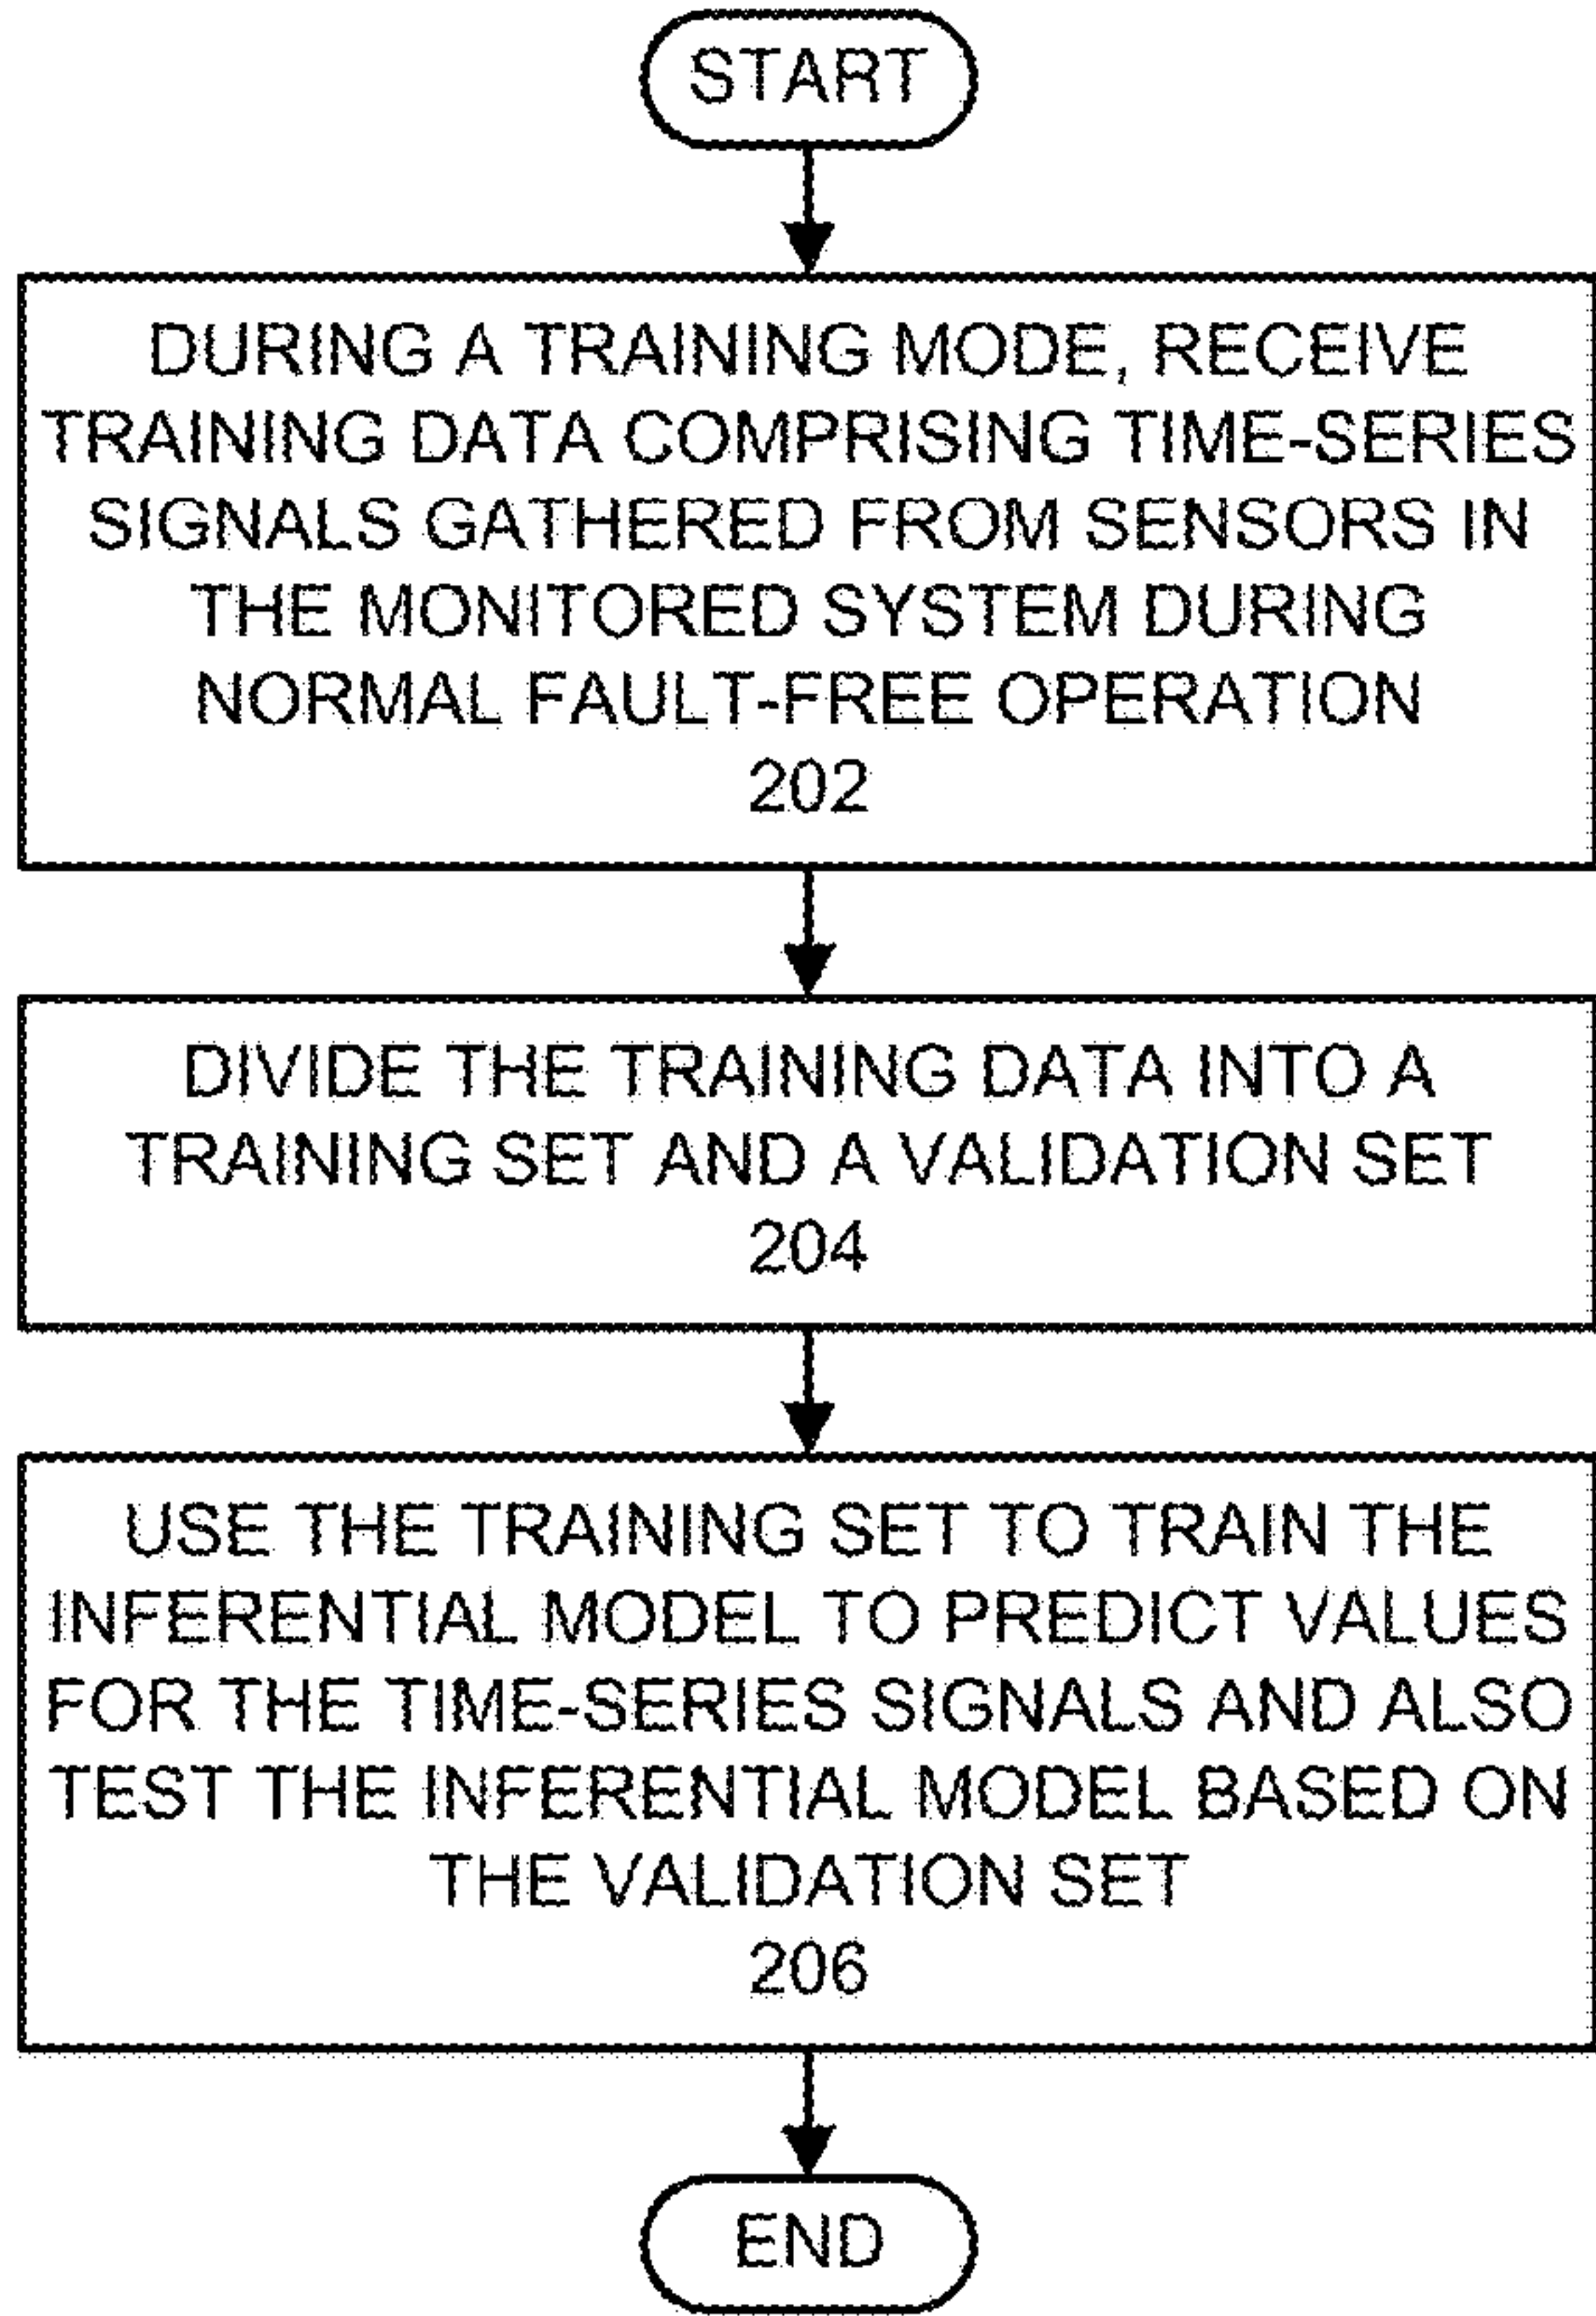 START
DURING A TRAINING MODE, RECEIVE
TRAINING DATA COMPRISING TIME-SERIES
SIGNALS GATHERED FROM SENSORS IN
THE MONITORED SYSTEM DURING
NORMAL FAULT-FREE OPERATION
202
DIVIDE THE TRAINING DATA INTO A
TRAINING SET AND A VALIDATION SET
204
USE THE TRAINING SET TO TRAIN THE
INFERENTIAL MODEL TO PREDICT VALUES
FOR THE TIME-SERIES SIGNALS AND ALSO
TEST THE INFERENTIAL MODEL BASED ON
THE VALIDATION SET
206
END